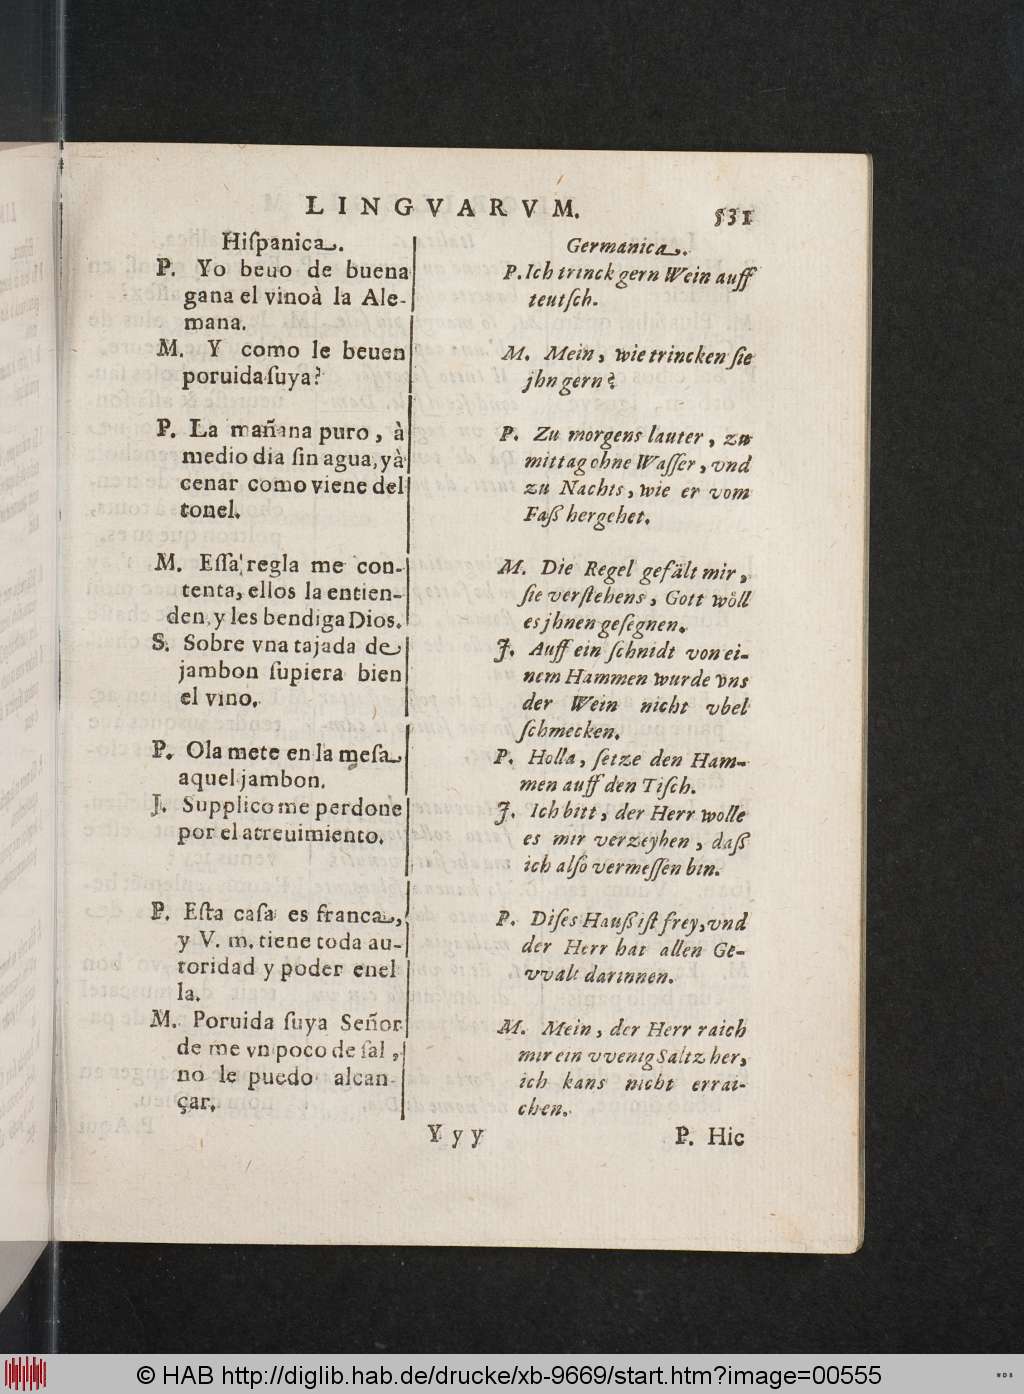 LINGVARVM.
531
Hiſpanica.
P. Yo beuo de buena
gana el vinoà la Ale-
mana.
M. Y como le beuen
poruida ſuya?
P. La mañana puro, à
medio dia ſin agua, yà
cenar como viene del
tonel.
M. Eſſa regla me con-
tenta, ellos la entien-
den, y les bendiga Dios.
S. Sobre vna tajada de
jambon ſupiera bien
el vino.
P. Ola mete en la meſa
aquel jambon.
J. Supplico me perdone
por el atreuimiento.
P. Eſta caſa es franca,
y V. m. tiene toda au-
toridad y poder enel
la.
M. Poruida ſuya Señor
de me vn poco de ſal,
no le puedo alcan-
çar.
Germanica.
P. Ich trinck gern Wein auff
teutſch.
M. Mein, wie trincken ſie
jhn gern?
P. Zu morgens lauter, zu
mittag ohne Waſſer, vnd
zu Nachts, wie er vom
Faß hergehet.
M. Die Regel gefält mir,
ſie verſtehens, Gott wöll
es jhnen geſegnen.
J. Auff ein ſchnidt von ei-
nem Hammen wurde vns
der Wein nicht vbel
ſchmecken.
P. Holla, ſetze den Ham-
men auff den Tiſch.
J. Ich bitt, der Herr wolle
es mir verzeyhen, daß
ich alſo vermeſſen bin.
P. Diſes Hauß iſt frey, vnd
der Herr hat allen Ge-
vvalt darinnen.
M. Mein, der Herr raich
mir ein vvenig Saltz her,
ich kans nicht errai-
chen.
Yyy
P. Hic
© HAB http://diglib.hab.de/drucke/xb-9669/start.htm?image=00555